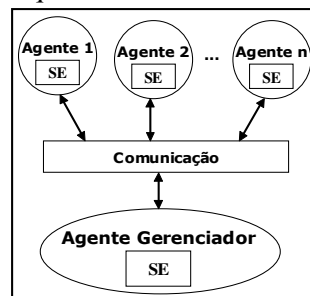 Agente 1
SE
Agente 2
SE
...
Agente n
SE
Comunicação
Agente Gerenciador
SE